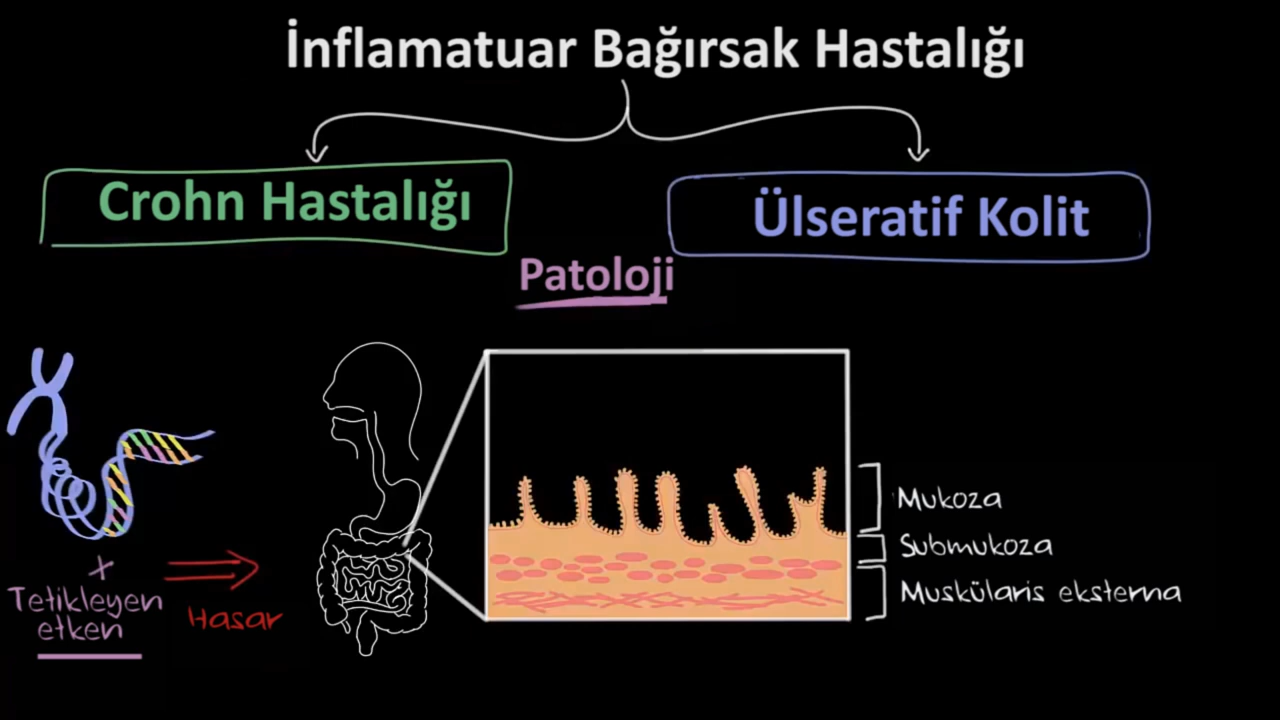 İnflamatuar Bağırsak Hastalığı
Crohn Hastalığı
Ülseratif Kolit
Patoloji
Mukoza
Submukoza
Muskülaris eksterna
+
Tetikleyen
etken
Hasar